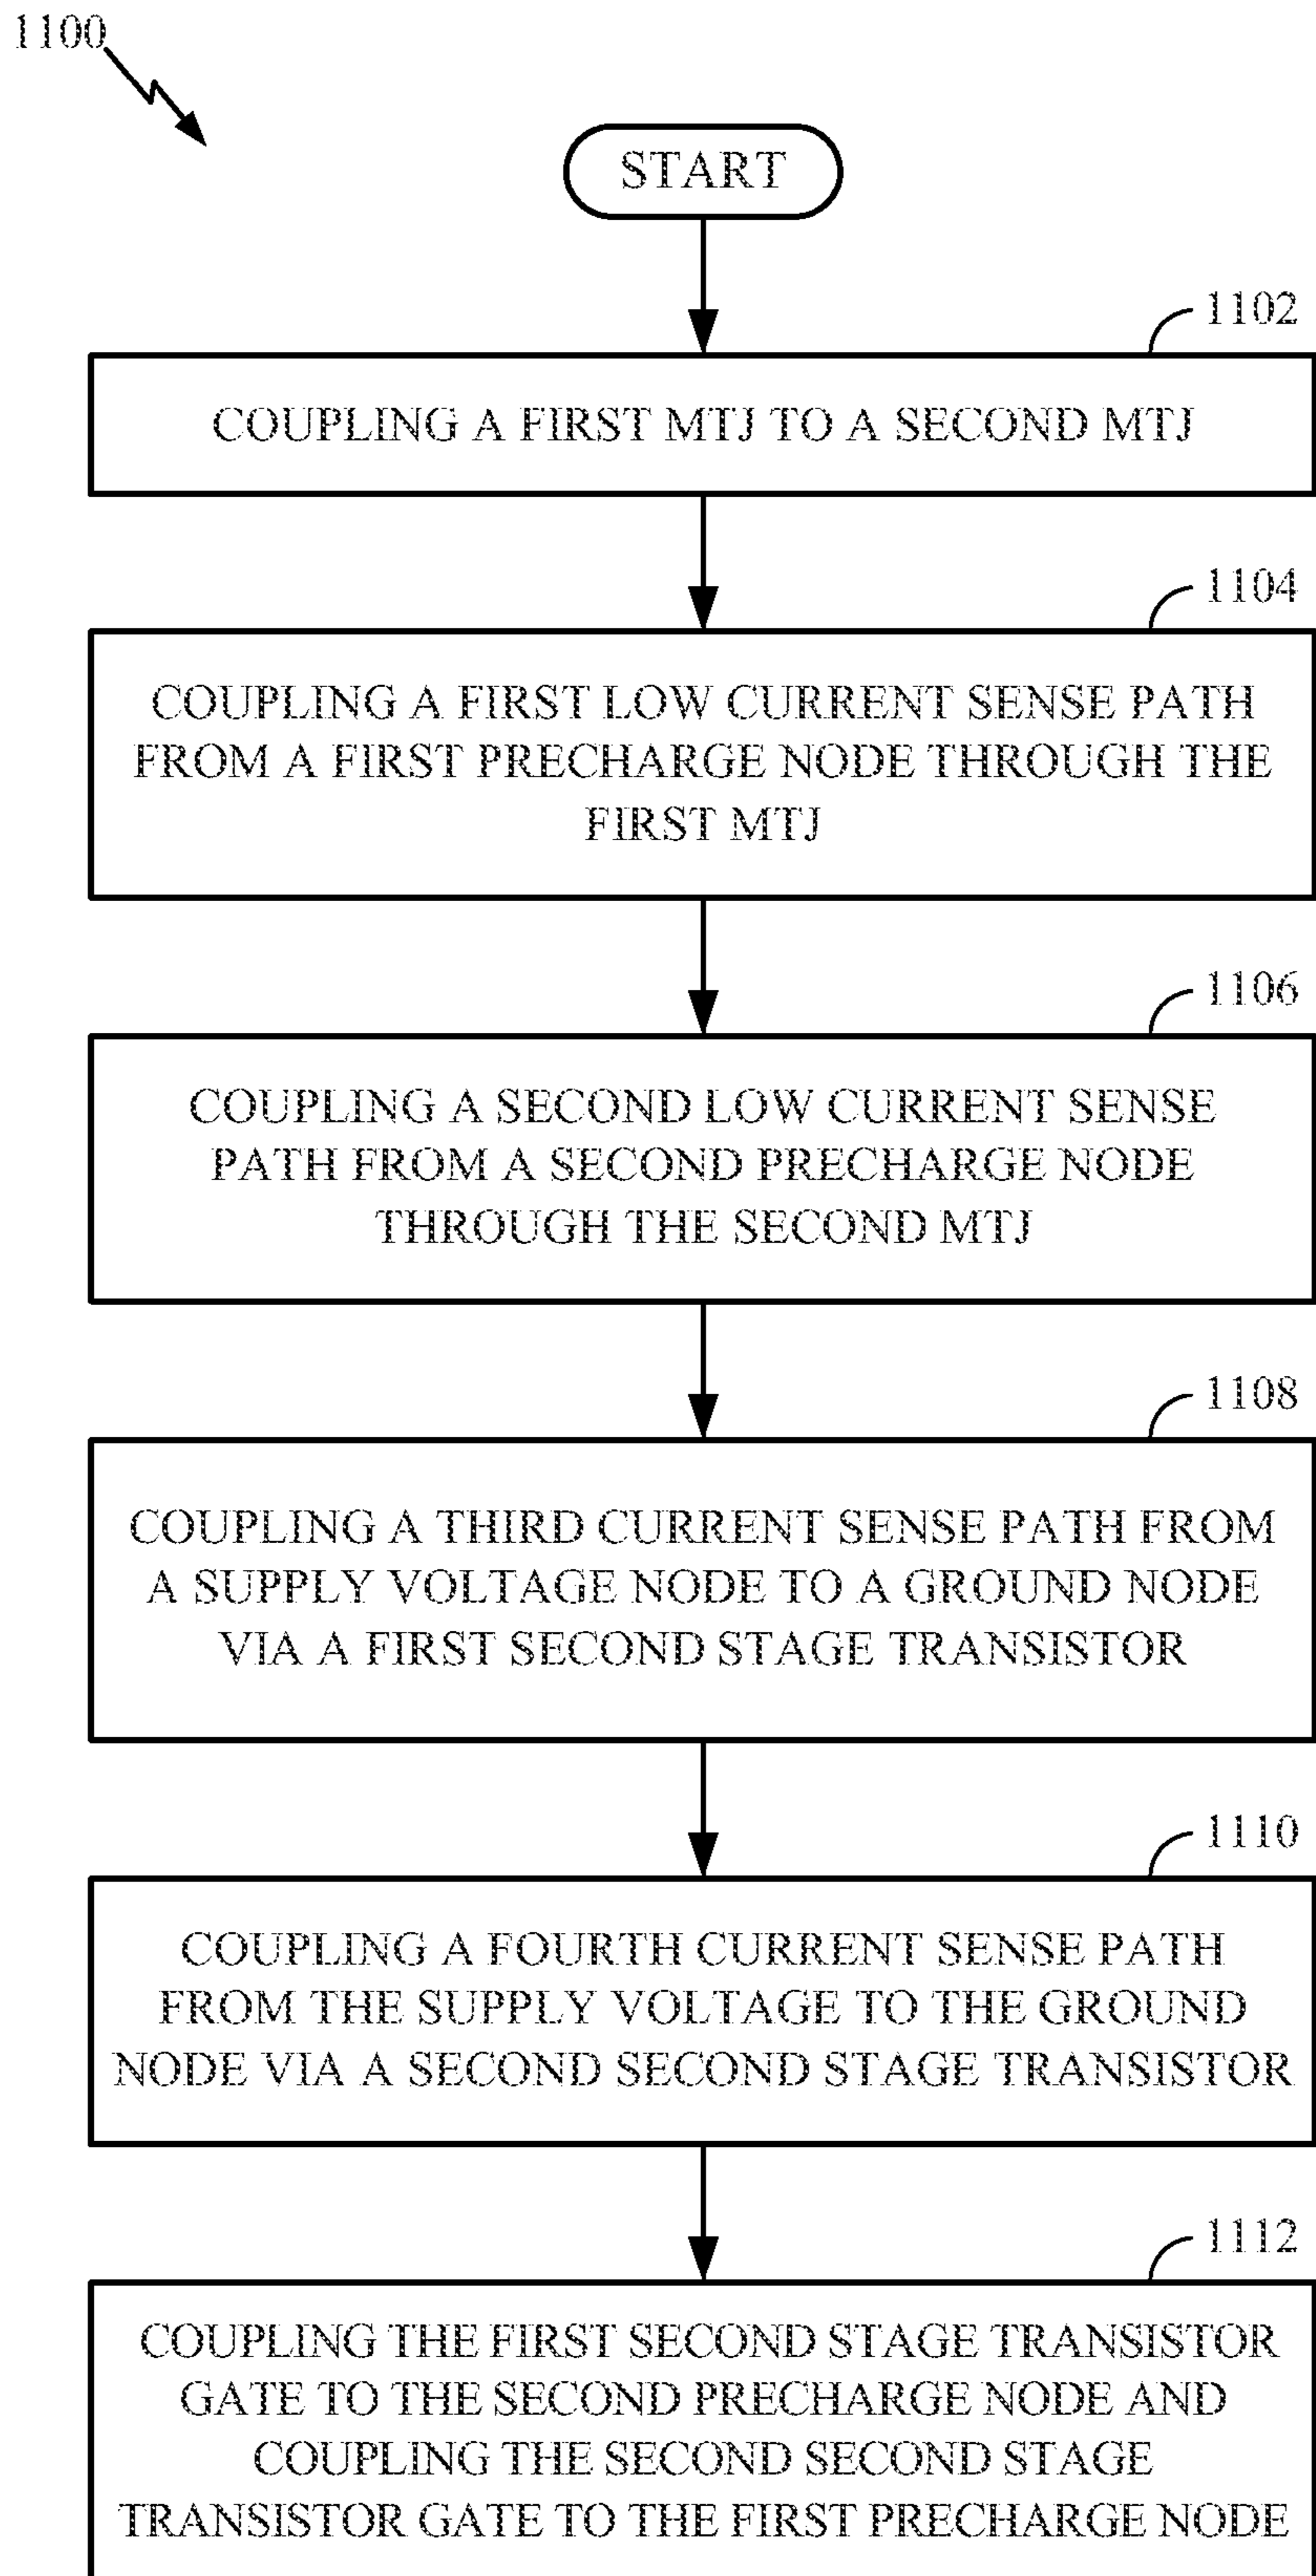 1100
START
1102
COUPLING A FIRST MTJ TO A SECOND MTJ
1104
COUPLING A FIRST LOW CURRENT SENSE PATH
FROM A FIRST PRECHARGE NODE THROUGH THE
FIRST MTJ
1106
COUPLING A SECOND LOW CURRENT SENSE
PATH FROM A SECOND PRECHARGE NODE
THROUGH THE SECOND MTJ
1108
COUPLING A THIRD CURRENT SENSE PATH FROM
A SUPPLY VOLTAGE NODE TO A GROUND NODE
VIA A FIRST SECOND STAGE TRANSISTOR
1110
COUPLING A FOURTH CURRENT SENSE PATH
FROM THE SUPPLY VOLTAGE TO THE GROUND
NODE VIA A SECOND SECOND STAGE TRANSISTOR
1112
COUPLING THE FIRST SECOND STAGE TRANSISTOR
GATE TO THE SECOND PRECHARGE NODE AND
COUPLING THE SECOND SECOND STAGE
TRANSISTOR GATE TO THE FIRST PRECHARGE NODE